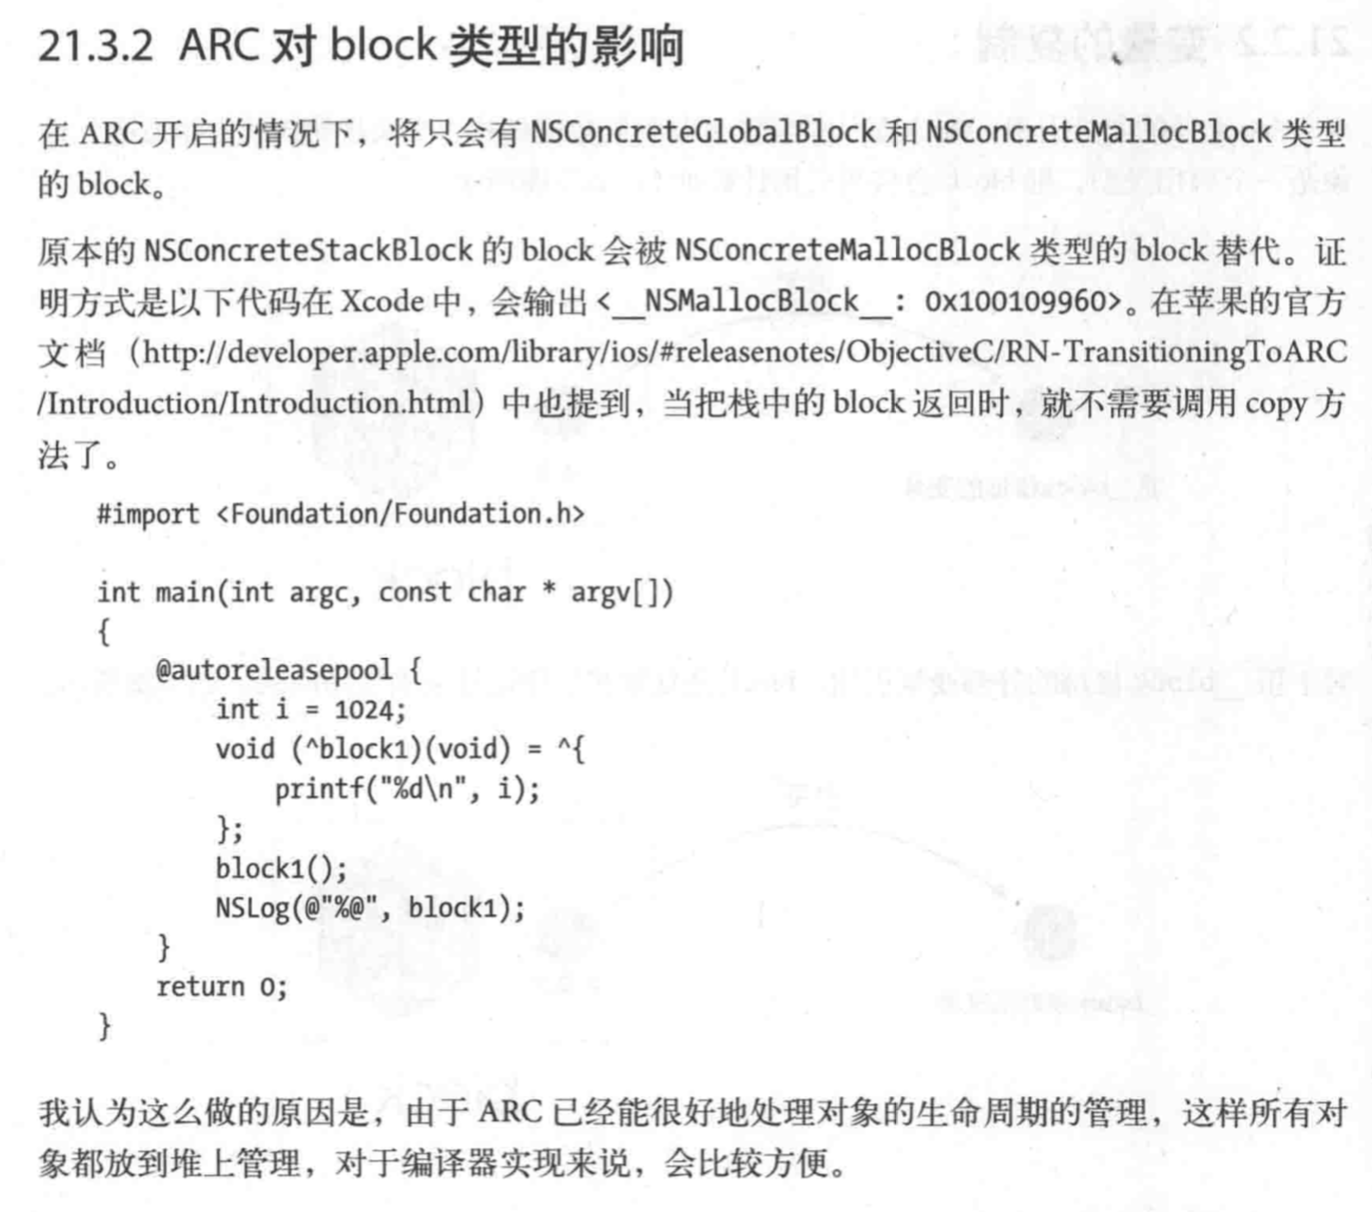 21.3.2 ARC 对 block 类型的影响
在 ARC 开启的情况下，将只会有 NSConcreteGlobalBlock 和 NSConcreteMallocBlock 类型
的 block。
原本的 NSConcreteStackBlock 的 block 会被 NSConcreteMallocBlock 类型的 block 替代。证
明方式是以下代码在 Xcode 中，会输出 <__NSMallocBlock__: 0x100109960>。在苹果的官方
文档（http://developer.apple.com/library/ios/#releasenotes/ObjectiveC/RN-TransitioningToARC
/Introduction/Introduction.html）中也提到，当把栈中的 block 返回时，就不需要调用 copy 方
法了。
#import <Foundation/Foundation.h>
int main(int argc, const char * argv[])
{
    @autoreleasepool {
        int i = 1024;
        void (^block1)(void) = ^{
            printf("%d\n", i);
        };
        block1();
        NSLog(@"%@", block1);
    }
    return 0;
}
我认为这么做的原因是，由于 ARC 已经能很好地处理对象的生命周期的管理，这样所有对
象都放到堆上管理，对于编译器实现来说，会比较方便。